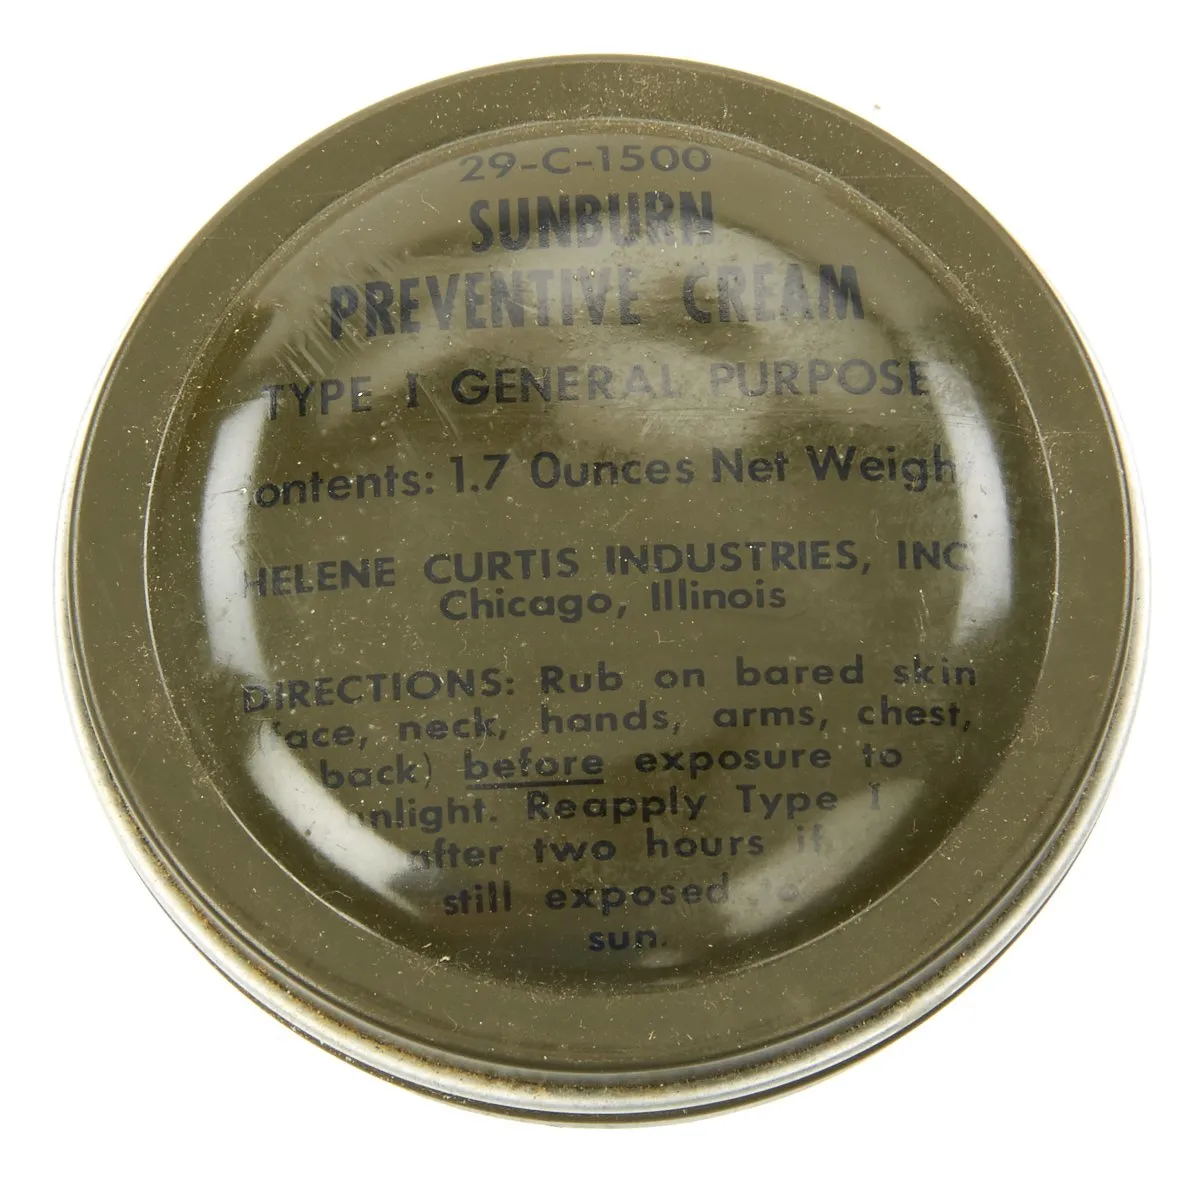 29-C-1500
SUNBURN
PREVENTIVE CREAM
TYPE I GENERAL PURPOSE
Contents: 1.7 Ounces Net Weight
HELENE CURTIS INDUSTRIES, INC.
Chicago, Illinois
DIRECTIONS: Rub on bared skin
(face, neck, hands, arms, chest,
back) before exposure to
sunlight. Reapply Type I
after two hours if
still exposed to
sun.